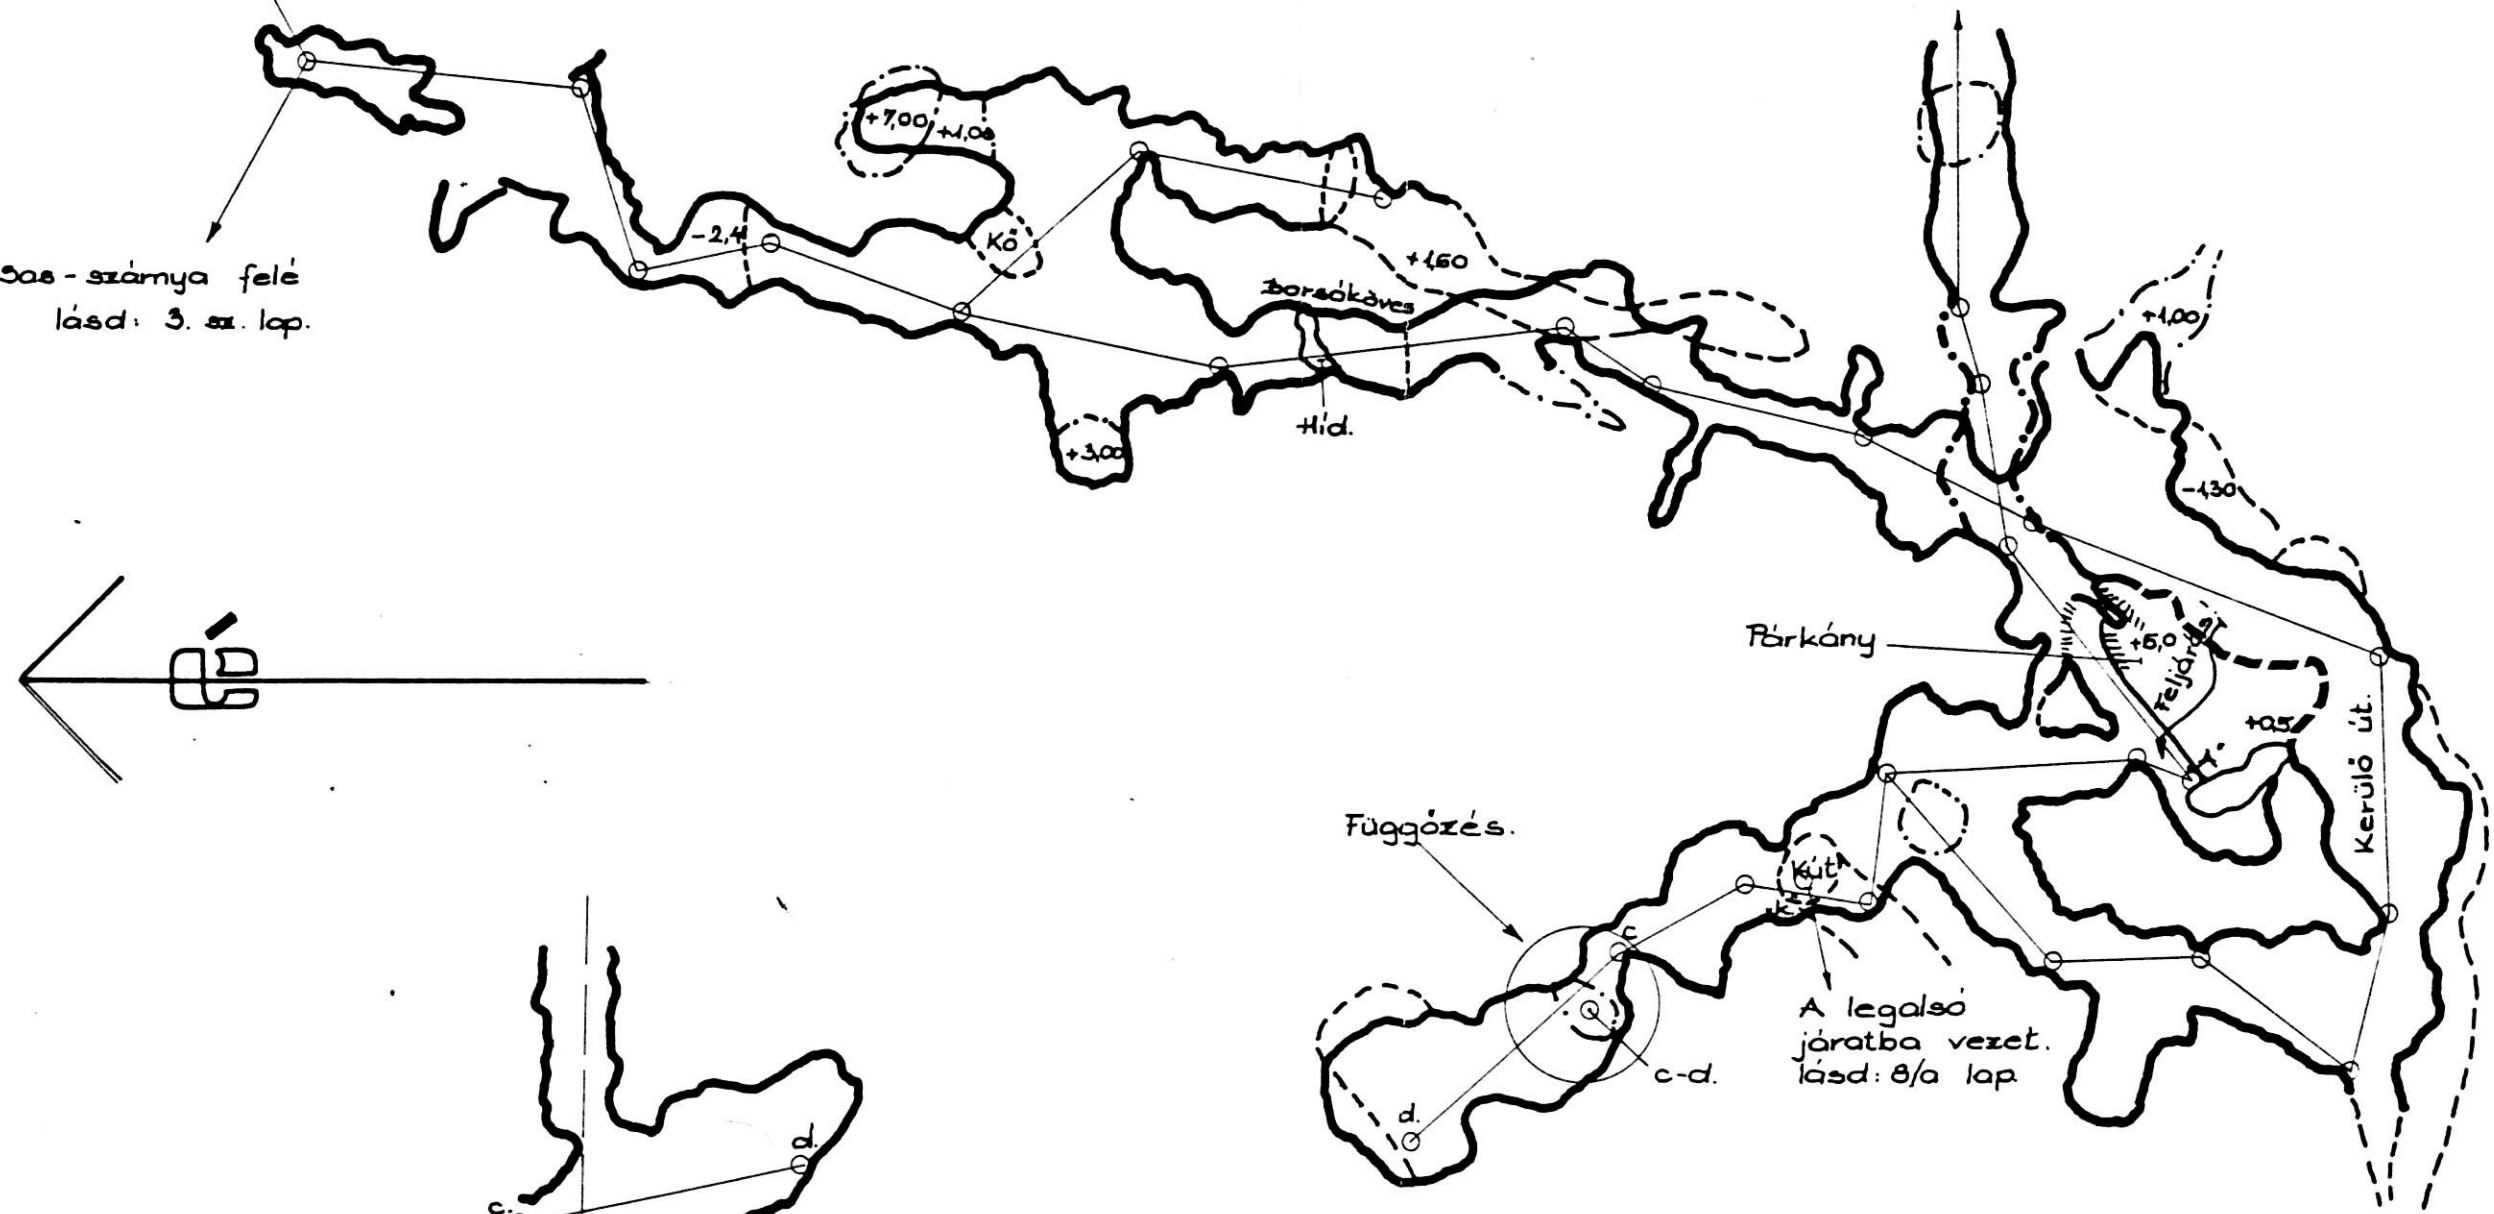 +7,00
+1,00
-2,4
Kő
+1,60
Borsóköves
Híd.
+3,00
+1,00
-1,30
Sas-szárnya felé
lásd: 3. sz. lap.
É
Párkány
+6,0
Feljáró
+0,5
A
Kerülő út.
Függőzés.
Kút
K
c
c-d.
d.
A legalsó
járatba vezet.
lásd: 8/a lap
d.
c.